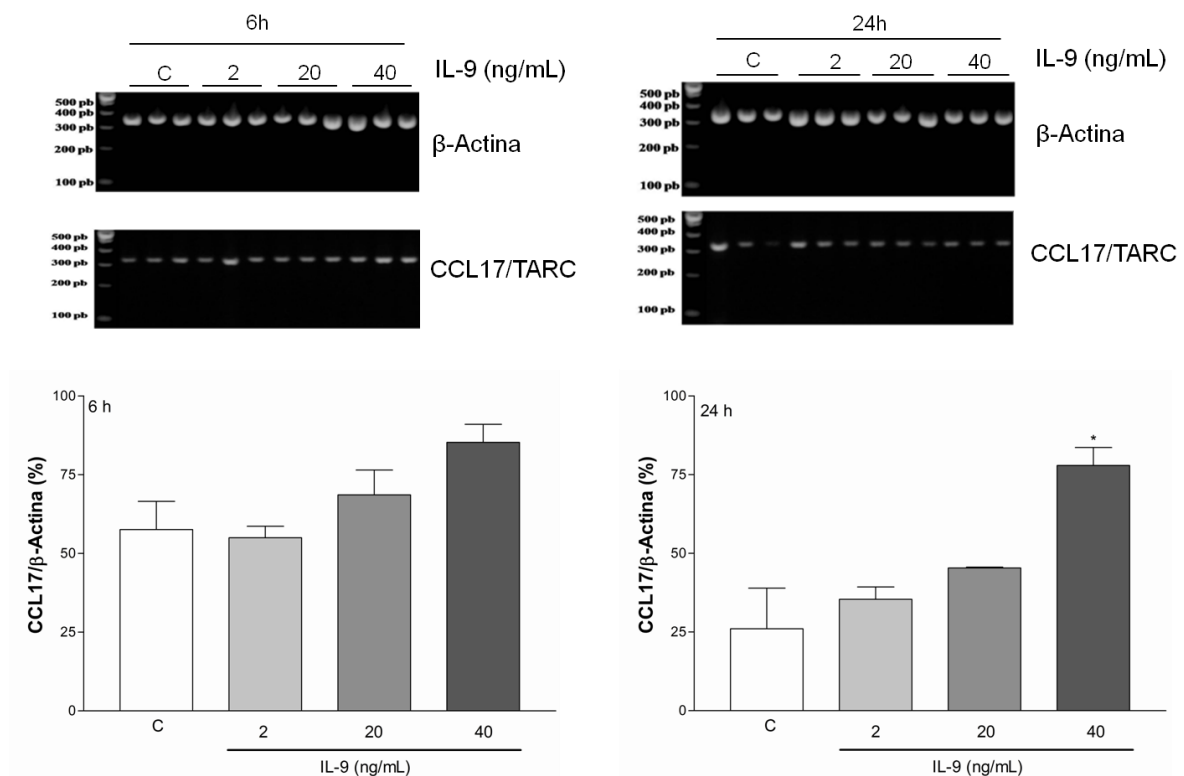 6h
C 2 20 40 IL-9 (ng/mL)
500 pb
400 pb
300 pb
200 pb
100 pb
β-Actina
500 pb
400 pb
300 pb
200 pb
100 pb
CCL17/TARC
24h
C 2 20 40 IL-9 (ng/mL)
500 pb
400 pb
300 pb
200 pb
100 pb
β-Actina
500 pb
400 pb
300 pb
200 pb
100 pb
CCL17/TARC
6 h
CCL17/β-Actina (%)
100
75
50
25
0
C 2 20 40
IL-9 (ng/mL)
24 h
CCL17/β-Actina (%)
100
75
50
25
0
*
C 2 20 40
IL-9 (ng/mL)